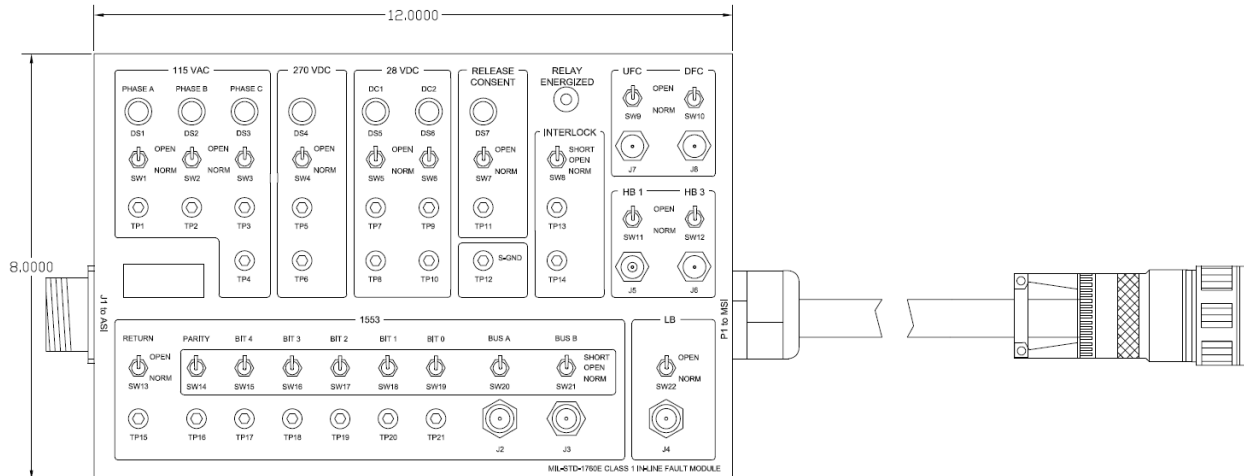 12.0000
8.0000
115 VAC 270 VDC 28 VDC RELEASE CONSENT RELAY ENERGIZED UFC DFC
PHASE A PHASE B PHASE C DC1 DC2
DS1 DS2 DS3 DS4 DS5 DS6 DS7
OPEN
NORM
SW9 SW10
J7 J8
INTERLOCK
OPEN OPEN OPEN OPEN OPEN SHORT
OPEN
NORM NORM NORM NORM NORM NORM
SW1 SW2 SW3 SW4 SW5 SW6 SW7 SW8
HB 1 HB 3
OPEN
NORM
SW11 SW12
TP1 TP2 TP3 TP5 TP7 TP9 TP11 TP13
S-GND
TP4 TP6 TP8 TP10 TP12 TP14
J5 J6
J1 to ASI
P1 to MSI
1553 LB
RETURN PARITY BIT 4 BIT 3 BIT 2 BIT 1 BIT 0 BUS A BUS B
OPEN SHORT OPEN
OPEN
NORM NORM NORM
SW13 SW14 SW15 SW16 SW17 SW18 SW19 SW20 SW21 SW22
TP15 TP16 TP17 TP18 TP19 TP20 TP21 J2 J3 J4
MIL-STD-1760E CLASS 1 IN-LINE FAULT MODULE